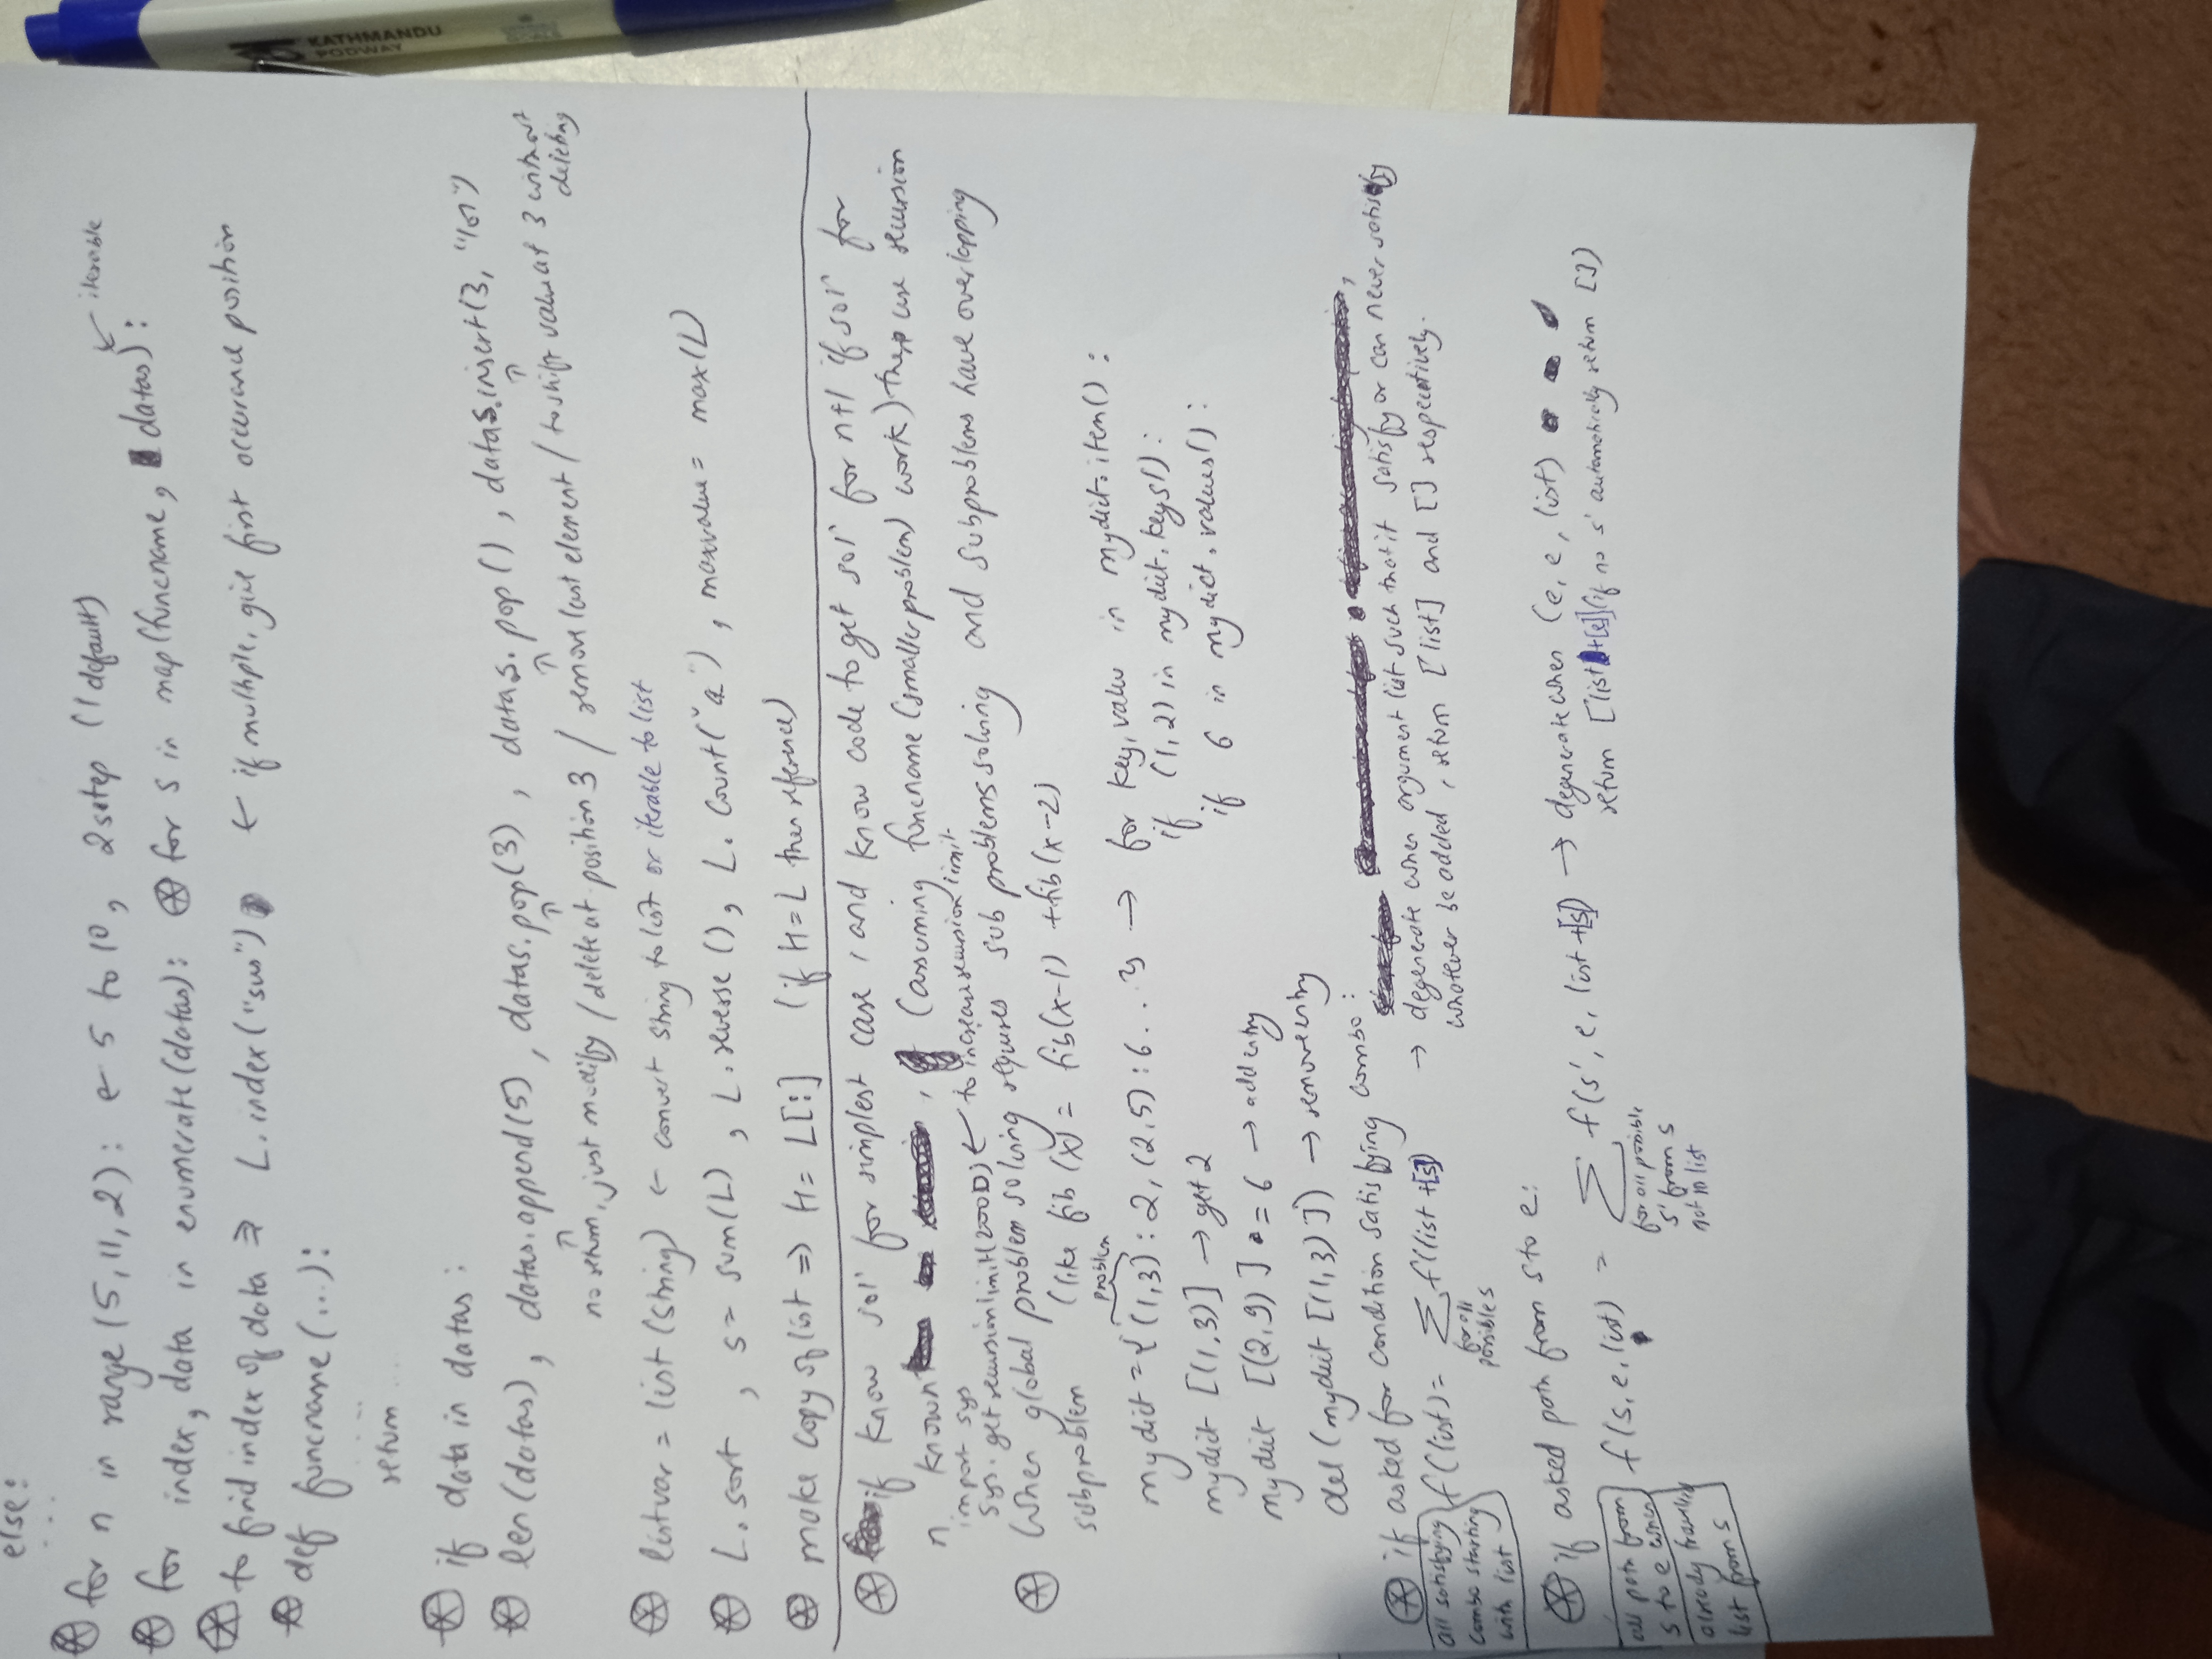 else:
...
for n in range (5, 11, 2): ← 5 to 10, 2 setep (1 default)
iterable
for index, data in enumerate (datas): for s in map (funcname, datas):
to find index of data ⇒ L. index ("sus") ← if multiple, give first occurance position
def funcname (...):
.....
return ...
if data in datas :
len (datas), datas.append (5), datas.pop (3), datas. pop (), datas.insert (3, "lol")
no return, just modify / delete at position 3 / remove last element / to shift value at 3 without
deleting
listvar = list (string) ← convert string to list or iterable to list
L. sort, s = sum (L), L. reverse (), L. Count ("a"), maxvalue = max (L)
make copy of list => H = L[:] (if H = L then reference)
if know solⁿ for simplest case, and know code to get solⁿ for n+1 if solⁿ for
n known, (assuming funcname (smaller problem) work) then use recursion
import sys
sys. get recursionlimit (2000) ← to increase recursion limit
When global problem solving requires sub problems solving and subproblems have overlapping
subproblem (like fib (x) = fib (x-1) + fib (x-2)
problem
mydict = { (1,3) : 2, (2,5) : 6 . . } → for key, value in mydict. item() :
if (1,2) in mydict. keys() :
mydict [(1,3)] → get 2
if 6 in mydict. values() :
mydict [(2,9)] = 6 → add entry
del (mydict [(1,3)]) → remove entry
if asked for condition satisfying combo :
→ degenerate when argument list such that it satisfy or can never satisfy
whatever be added, return [list] and [] respectively.
all satisfying
combo starting
with list
f (list) = ∑ f (list + [s])
for all
possible s
if asked path from s to e:
→ degenerate when (e, e, list)
return [list + [e]] (if no s' automatically return [])
all path from
s to e when
already traveled
list from s
f (s, e, list) = ∑ f (s', e, list + [s])
for all possible
s' from s
not in list
KATHMANDU